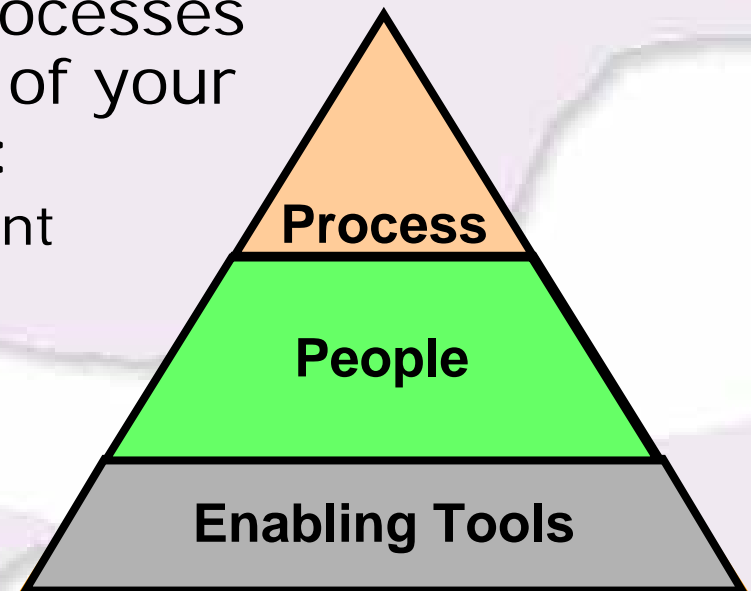 ocesses
of your
:
nt
Process
People
Enabling Tools